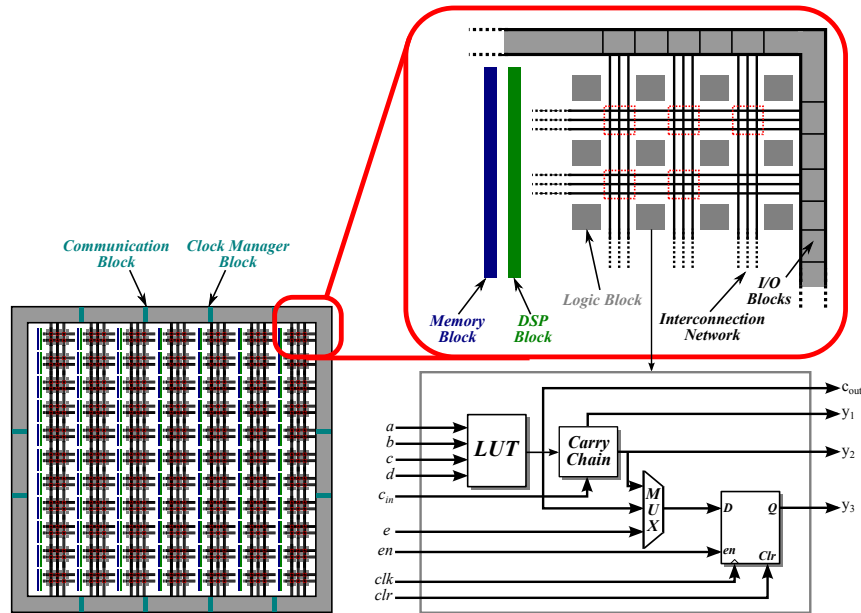 Communication
Block
Clock Manager
Block
Memory
Block
DSP
Block
Logic Block
Interconnection
Network
I/O
Blocks
a
b
c
d
c_in
e
en
clk
clr
LUT
Carry
Chain
M
U
X
D
Q
en
Clr
c_out
y_1
y_2
y_3